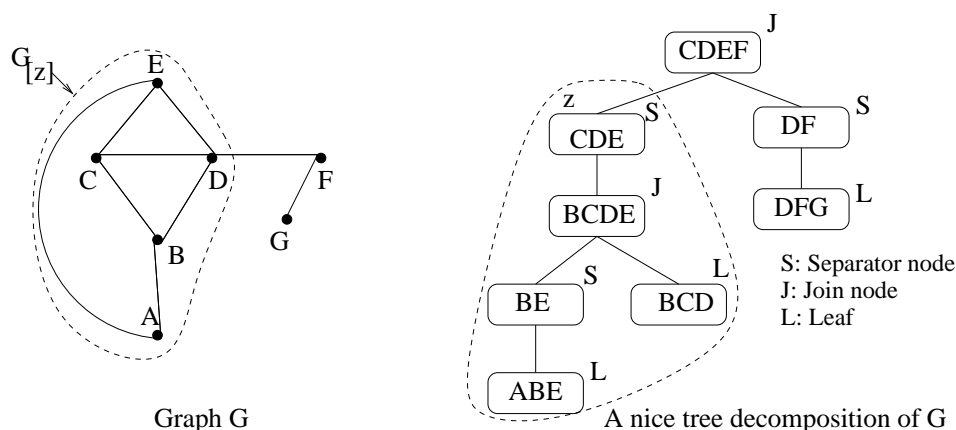 G
[z]
E
C
D
F
G
B
A
Graph G
J
CDEF
z
S
CDE
S
DF
J
BCDE
L
DFG
S
BE
L
BCD
L
ABE
S: Separator node
J: Join node
L: Leaf
A nice tree decomposition of G